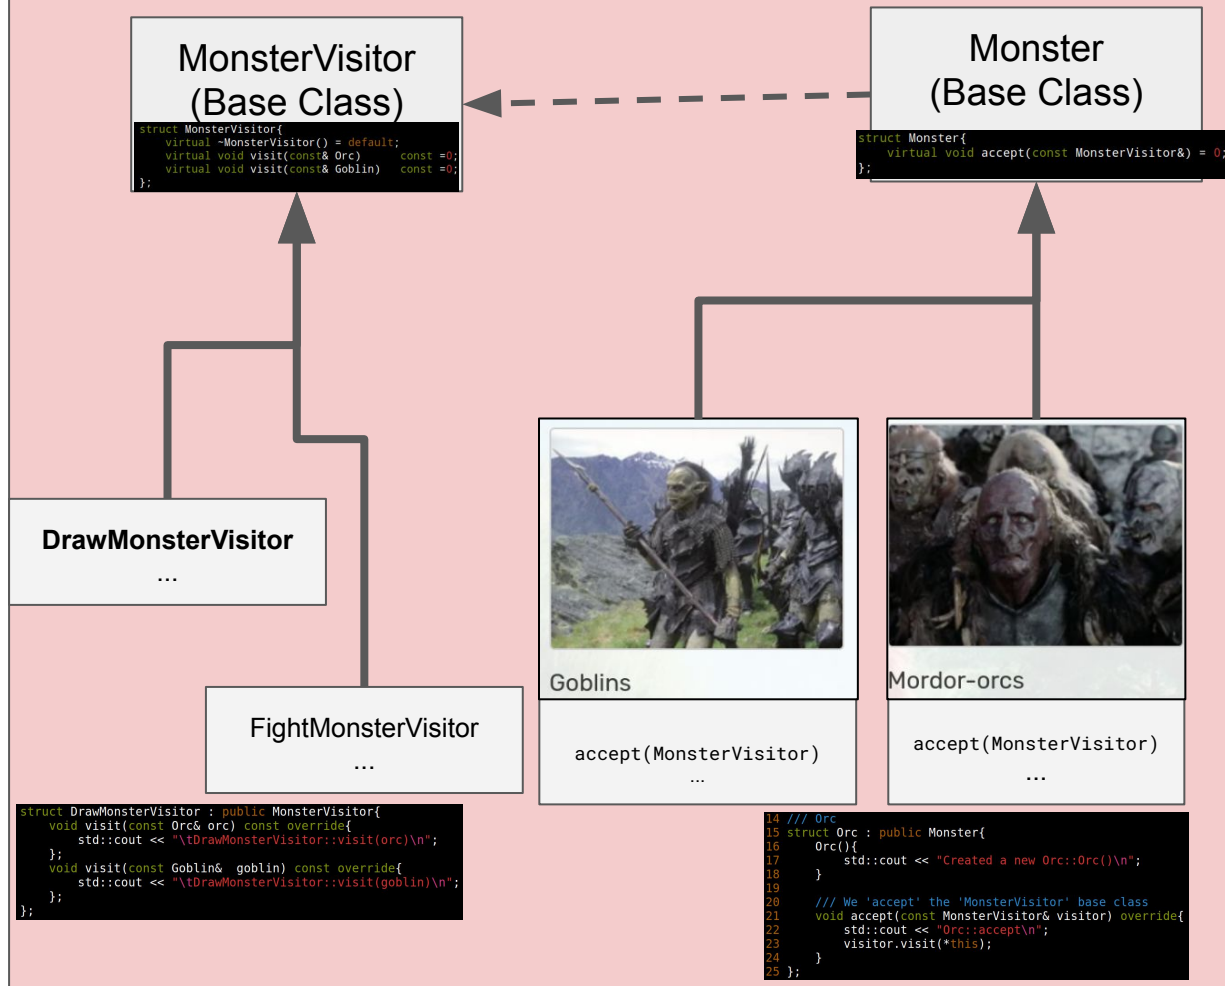 MonsterVisitor
(Base Class)
struct MonsterVisitor{
    virtual ~MonsterVisitor() = default;
    virtual void visit(const& Orc)     const =0;
    virtual void visit(const& Goblin)  const =0;
};
Monster
(Base Class)
struct Monster{
    virtual void accept(const MonsterVisitor&) = 0;
};
DrawMonsterVisitor
...
FightMonsterVisitor
...
Goblins
accept(MonsterVisitor)
...
Mordor-orcs
accept(MonsterVisitor)
...
struct DrawMonsterVisitor : public MonsterVisitor{
    void visit(const Orc& orc) const override{
        std::cout << "\tDrawMonsterVisitor::visit(orc)\n";
    };
    void visit(const Goblin&  goblin) const override{
        std::cout << "\tDrawMonsterVisitor::visit(goblin)\n";
    };
};
14 /// Orc
15 struct Orc : public Monster{
16     Orc(){
17         std::cout << "Created a new Orc::Orc()\n";
18     }
19
20     /// We 'accept' the 'MonsterVisitor' base class
21     void accept(const MonsterVisitor& visitor) override{
22         std::cout << "Orc::accept\n";
23         visitor.visit(*this);
24     }
25 };